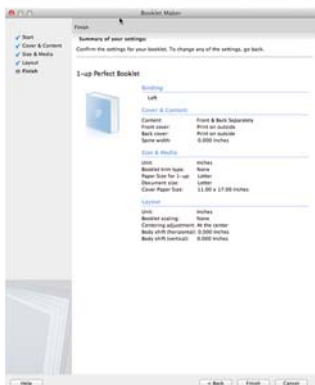 Booklet Maker
Finish
Start
Cover & Content
Size & Media
Layout
Finish
Summary of your settings:
Confirm the settings for your booklet. To change any of the settings, go back.
1-up Perfect Booklet
Binding
Left
Cover & Content
Content Front & Back Separately
Front cover: Print on outside
Back cover: Print on outside
Spine width: 0.000 inches
Size & Media
Unit: Inches
Booklet trim type: None
Paper Size for 1-up: Letter
Document size: Letter
Cover Paper Size: 11.00 x 17.00 inches
Layout
Unit: Inches
Booklet scaling: None
Centering adjustment: At the center
Body shift (horizontal): 0.000 inches
Body shift (vertical): 0.000 inches
Help
< Back
Finish
Cancel